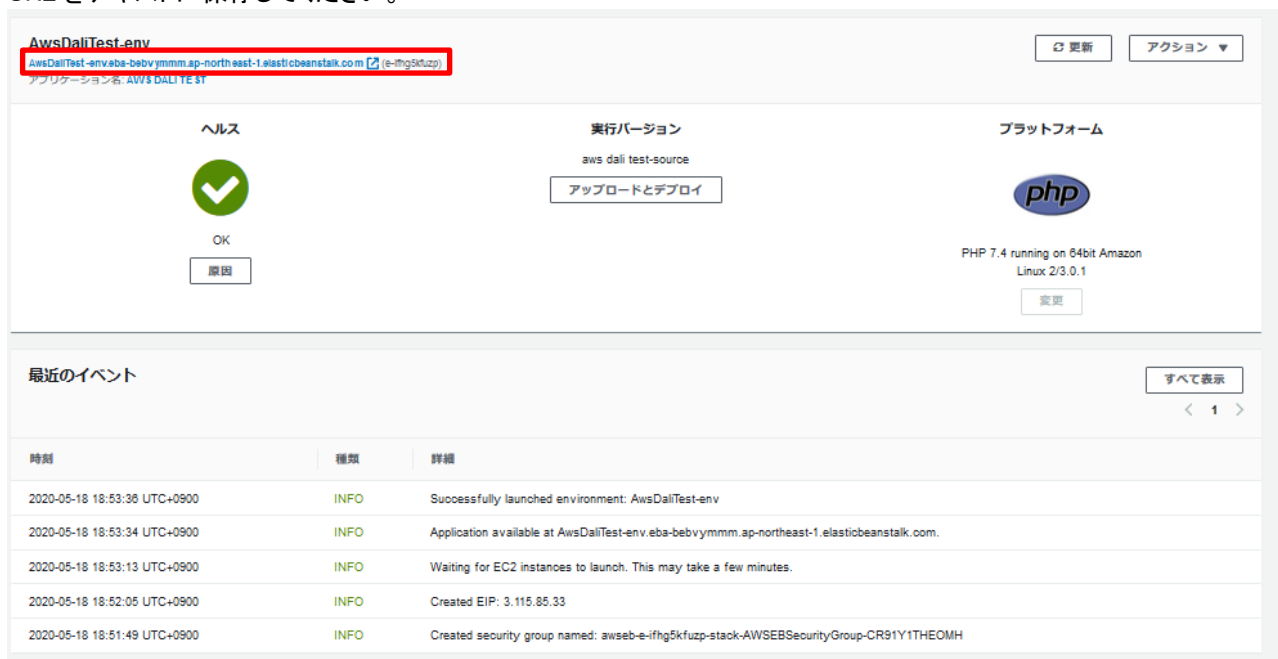 AwsDaliTest-env
更新
アクション ▼
AwsDaliTest-env.eba-bebvymmm.ap-northeast-1.elasticbeanstalk.com (e-ifhg5kfuzp)
アプリケーション名: AWS DALI TEST
ヘルス
実行バージョン
プラットフォーム
aws dali test-source
アップロードとデプロイ
php
OK
原因
PHP 7.4 running on 64bit Amazon
Linux 2/3.0.1
変更
最近のイベント
すべて表示
< 1 >
時刻 種類 詳細
2020-05-18 18:53:36 UTC+0900 INFO Successfully launched environment: AwsDaliTest-env
2020-05-18 18:53:34 UTC+0900 INFO Application available at AwsDaliTest-env.eba-bebvymmm.ap-northeast-1.elasticbeanstalk.com.
2020-05-18 18:53:13 UTC+0900 INFO Waiting for EC2 instances to launch. This may take a few minutes.
2020-05-18 18:52:05 UTC+0900 INFO Created EIP: 3.115.85.33
2020-05-18 18:51:49 UTC+0900 INFO Created security group named: awseb-e-ifhg5kfuzp-stack-AWSEBSecurityGroup-CR91Y1THEOMH